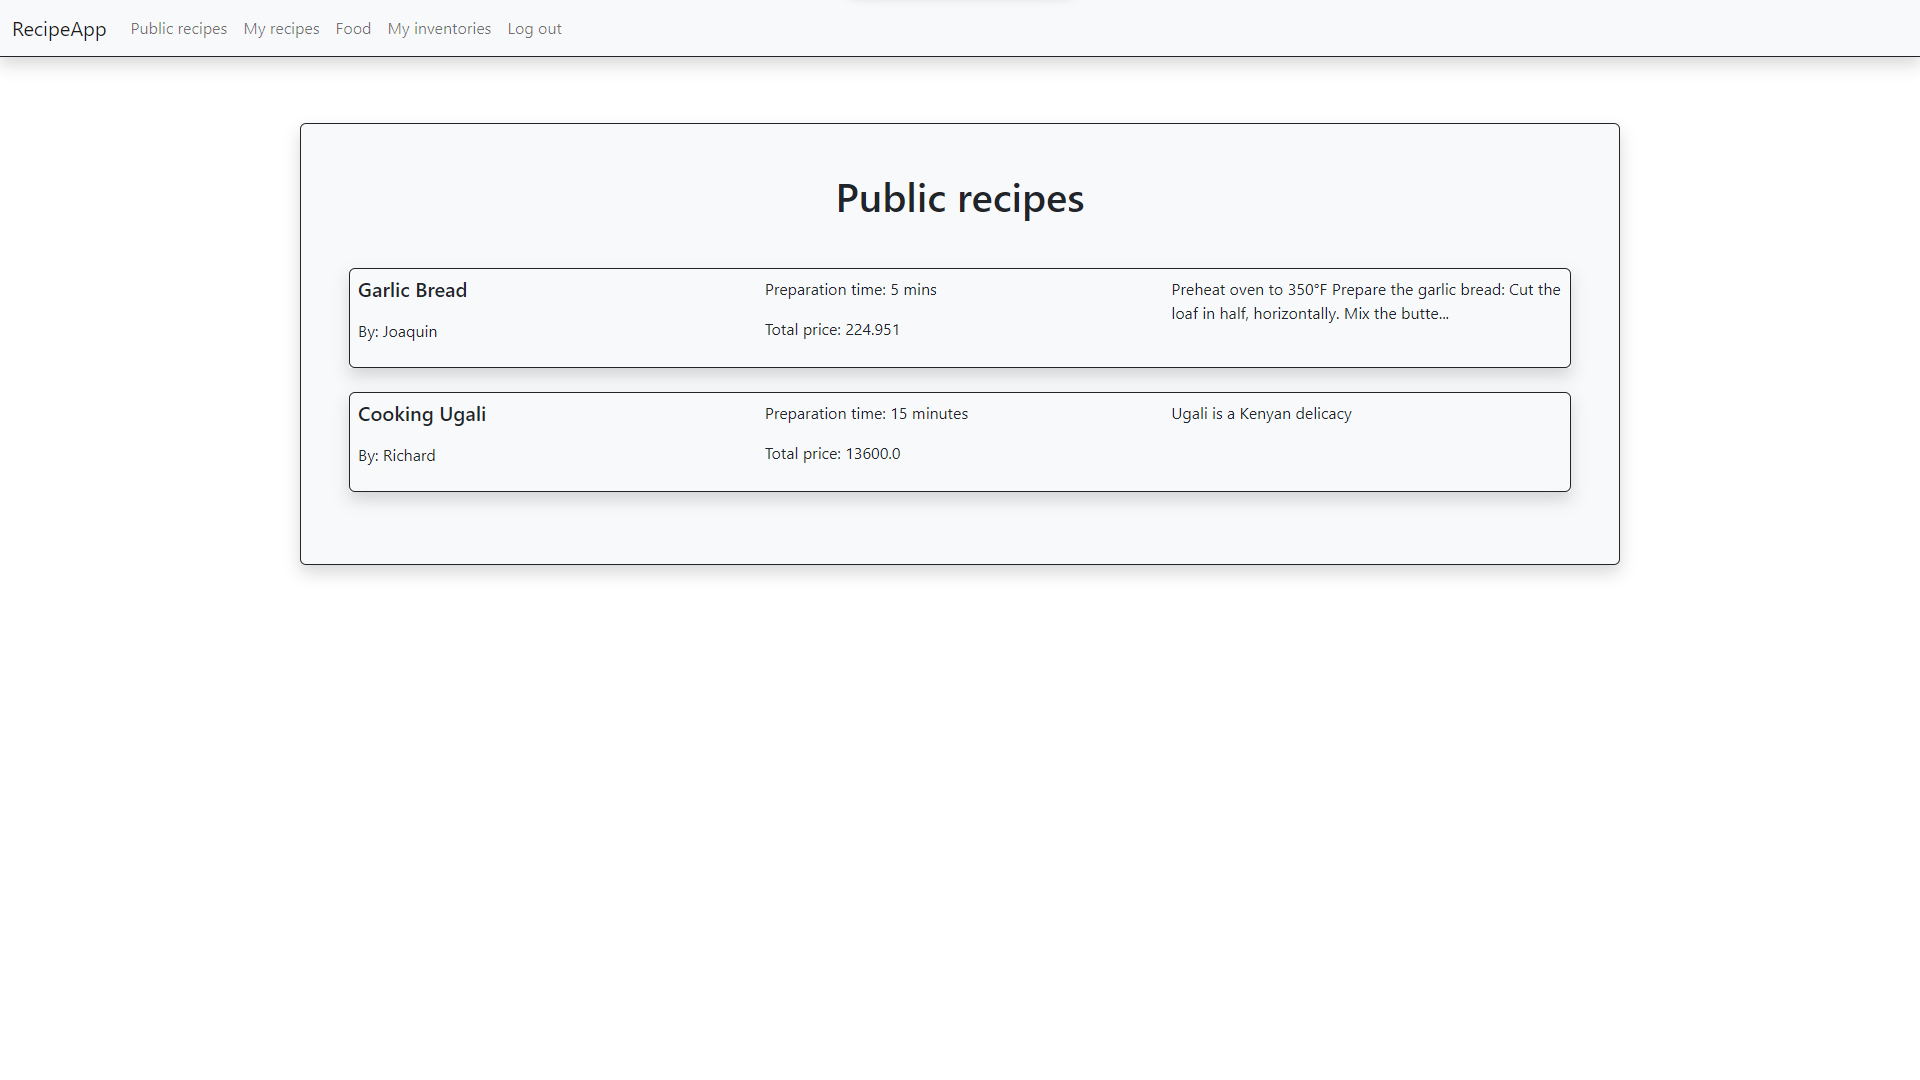 RecipeApp Public recipes My recipes Food My inventories Log out
Public recipes
Garlic Bread
By: Joaquin
Preparation time: 5 mins
Total price: 224.951
Preheat oven to 350°F Prepare the garlic bread: Cut the
loaf in half, horizontally. Mix the butte...
Cooking Ugali
By: Richard
Preparation time: 15 minutes
Total price: 13600.0
Ugali is a Kenyan delicacy